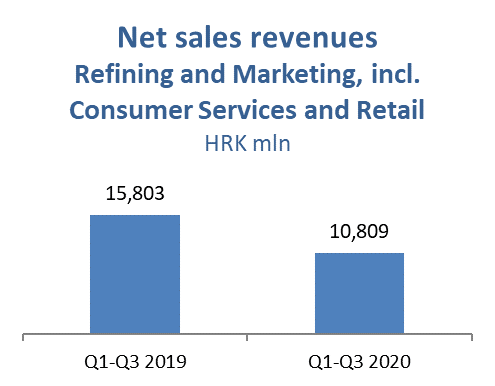 Net sales revenues
Refining and Marketing, incl.
Consumer Services and Retail
HRK mln
15,803
10,809
Q1-Q3 2019
Q1-Q3 2020